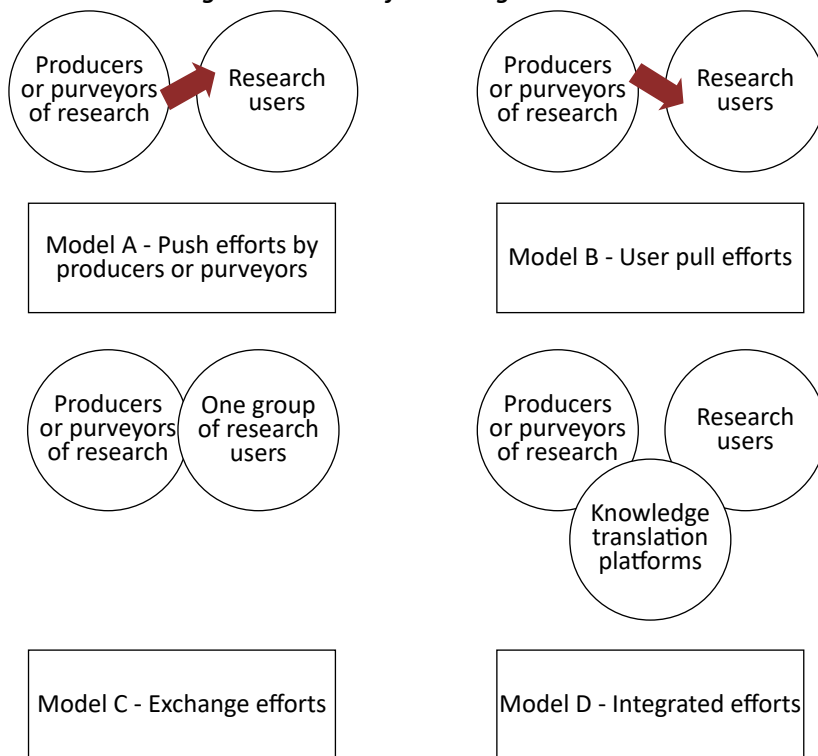 Producers
or purveyors
of research
Research
users
Producers
or purveyors
of research
Research
users
Model A - Push efforts by
producers or purveyors
Model B - User pull efforts
Producers
or purveyors
of research
One group
of research
users
Producers
or purveyors
of research
Research
users
Knowledge
translation
platforms
Model C - Exchange efforts
Model D - Integrated efforts